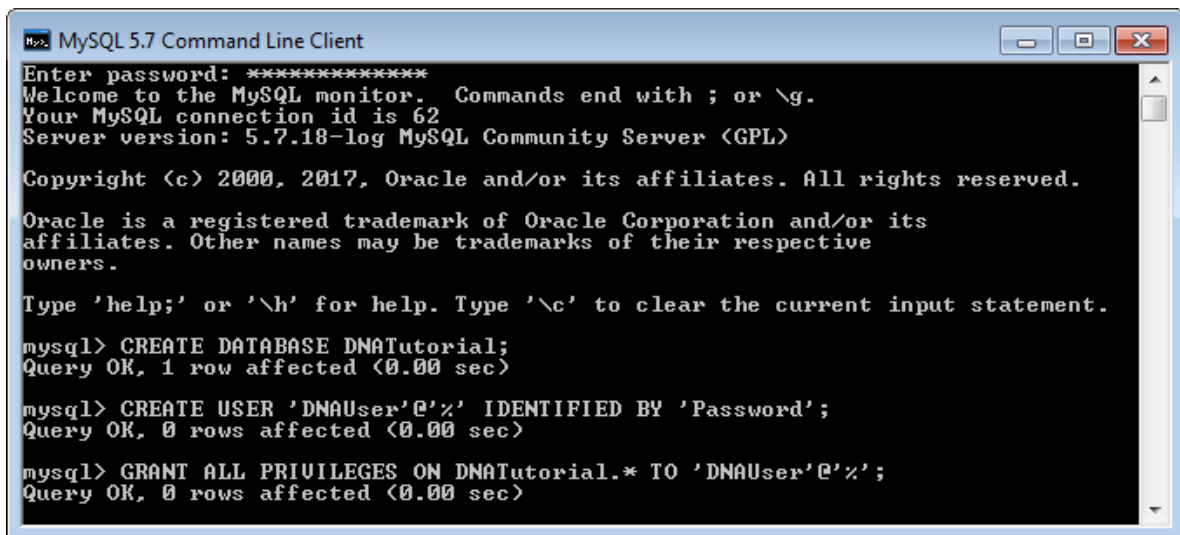 MySQL 5.7 Command Line Client
Enter password: *************
Welcome to the MySQL monitor.  Commands end with ; or \g.
Your MySQL connection id is 62
Server version: 5.7.18-log MySQL Community Server (GPL)
Copyright (c) 2000, 2017, Oracle and/or its affiliates. All rights reserved.
Oracle is a registered trademark of Oracle Corporation and/or its
affiliates. Other names may be trademarks of their respective
owners.
Type 'help;' or '\h' for help. Type '\c' to clear the current input statement.
mysql> CREATE DATABASE DNATutorial;
Query OK, 1 row affected (0.00 sec)
mysql> CREATE USER 'DNAUser'@'%' IDENTIFIED BY 'Password';
Query OK, 0 rows affected (0.00 sec)
mysql> GRANT ALL PRIVILEGES ON DNATutorial.* TO 'DNAUser'@'%';
Query OK, 0 rows affected (0.00 sec)